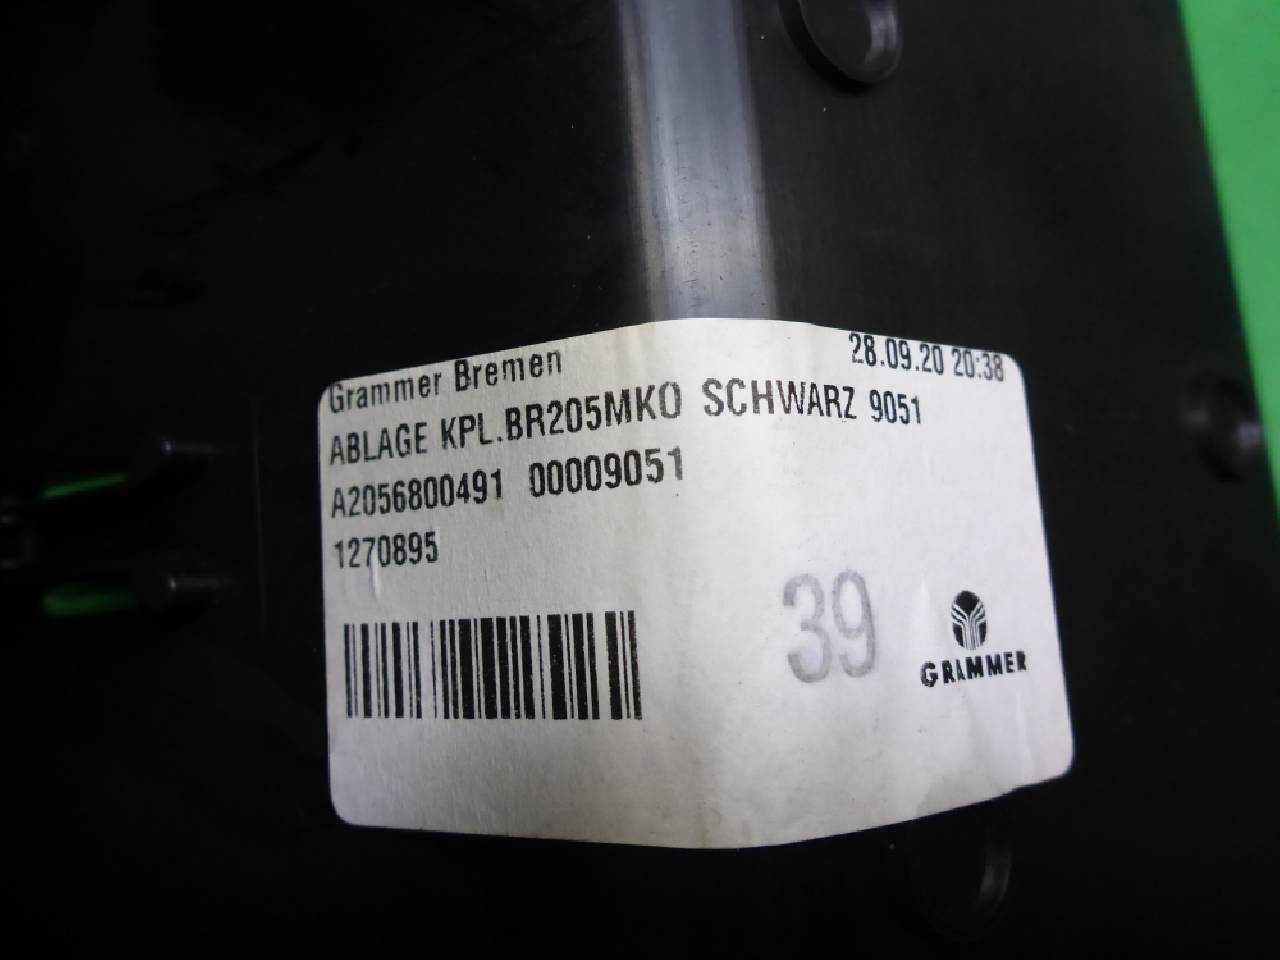 Grammer Bremen 28.09.20 20:38
ABLAGE KPL.BR205MKO SCHWARZ 9051
A2056800491 00009051
1270895
39
GRAMMER